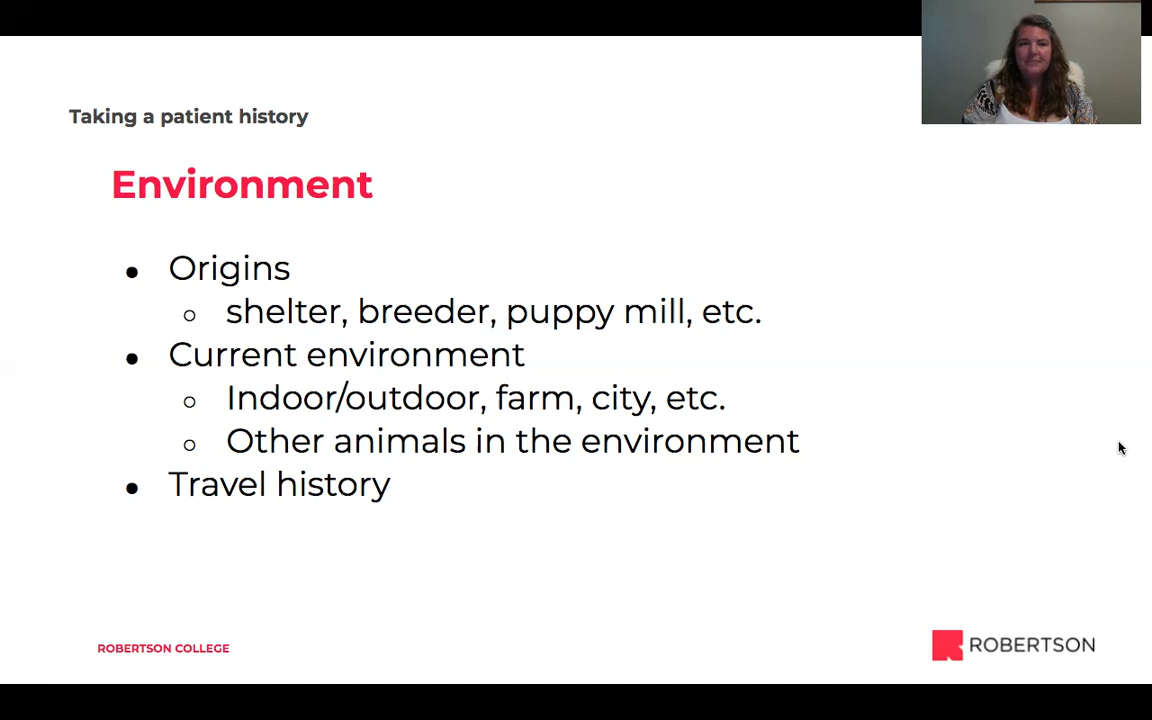 Taking a patient history
Environment
● Origins
○ shelter, breeder, puppy mill, etc.
● Current environment
○ Indoor/outdoor, farm, city, etc.
○ Other animals in the environment
● Travel history
ROBERTSON COLLEGE
ROBERTSON